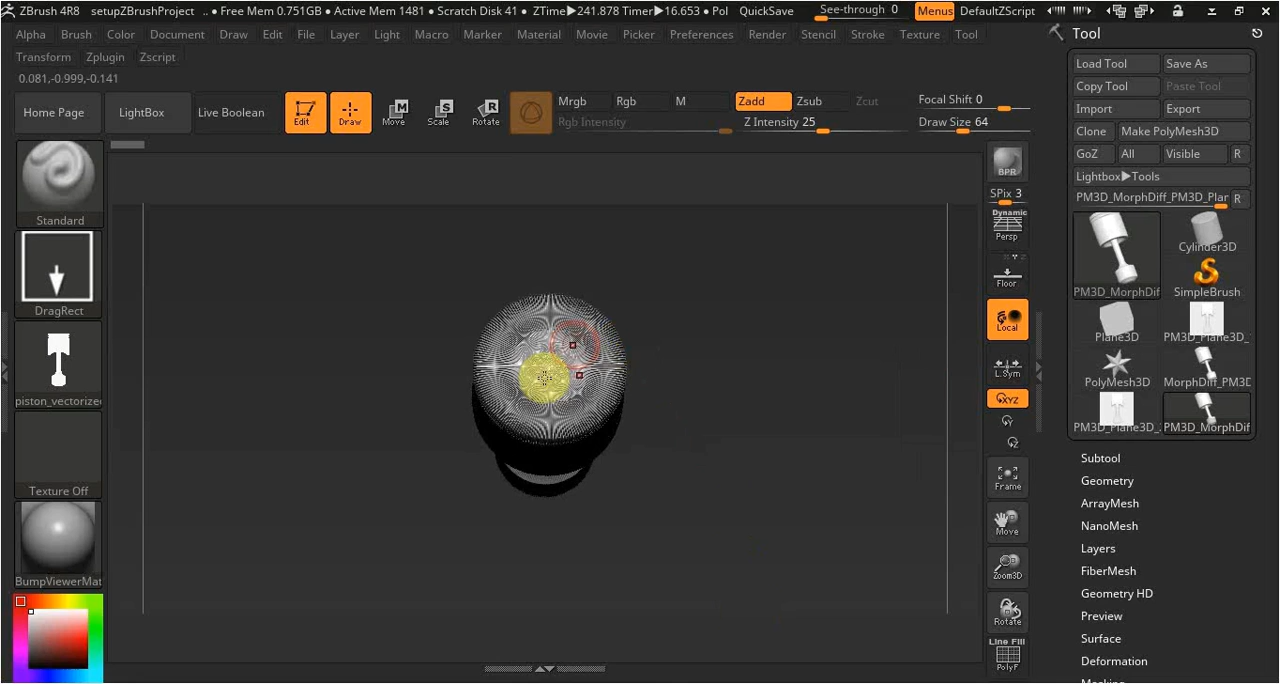 ZBrush 4R8 setupZBrushProject .. ● Free Mem 0.751GB ● Active Mem 1481 ● Scratch Disk 41 ● ZTime▶241.878 Timer▶16.653 ● Pol QuickSave See-through 0 Menus DefaultZScript
Alpha Brush Color Document Draw Edit File Layer Light Macro Marker Material Movie Picker Preferences Render Stencil Stroke Texture Tool
Transform Zplugin Zscript
0.081,-0.999,-0.141
Home Page LightBox Live Boolean Edit Draw Move Scale Rotate
M S R
Mrgb Rgb M Zadd Zsub Zcut Focal Shift 0
Rgb Intensity Z Intensity 25 Draw Size 64
Standard
DragRect
piston_vectorized
Texture Off
BumpViewerMat
BPR
SPix 3
Dynamic
Persp
Floor
Local
L.Sym
XYZ
Y
Z
Frame
Move
Zoom3D
Rotate
Line Fill
PolyF
Tool
Load Tool Save As
Copy Tool Paste Tool
Import Export
Clone Make PolyMesh3D
GoZ All Visible R
Lightbox▶Tools
PM3D_MorphDiff_PM3D_Plan R
PM3D_MorphDif Cylinder3D
SimpleBrush
Plane3D PM3D_Plane3D_
PolyMesh3D MorphDif_PM3D
PM3D_Plane3D_ PM3D_MorphDif
Subtool
Geometry
ArrayMesh
NanoMesh
Layers
FiberMesh
Geometry HD
Preview
Surface
Deformation
Masking